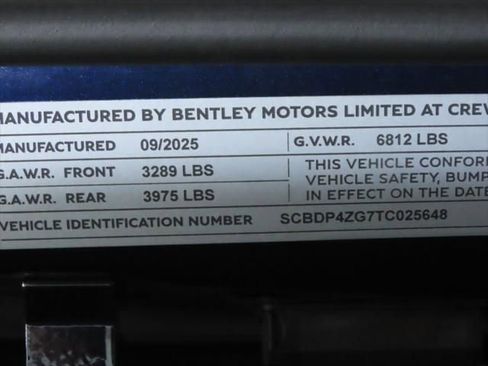 MANUFACTURED BY BENTLEY MOTORS LIMITED AT CREW
MANUFACTURED 09/2025 G.V.W.R. 6812 LBS
G.A.W.R. FRONT 3289 LBS THIS VEHICLE CONFOR
G.A.W.R. REAR 3975 LBS VEHICLE SAFETY, BUMP
IN EFFECT ON THE DATE
VEHICLE IDENTIFICATION NUMBER SCBDP4ZG7TC025648